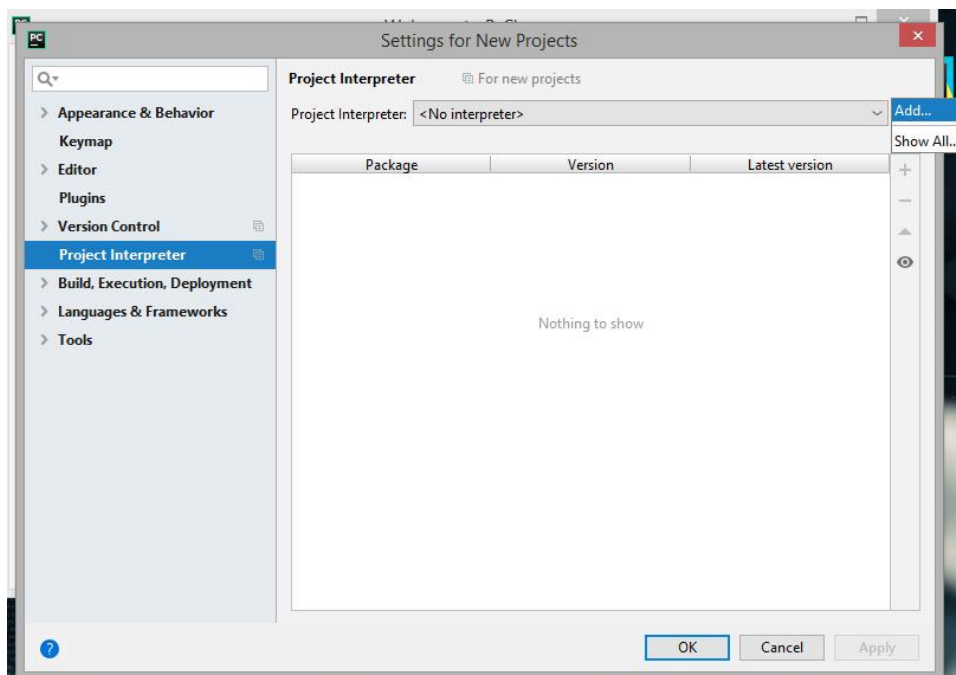 PC
Settings for New Projects
Project Interpreter
For new projects
Appearance & Behavior
Project Interpreter: <No interpreter>
Add...
Keymap
Show All..
Editor
Package Version Latest version
Plugins
Version Control
Project Interpreter
Build, Execution, Deployment
Languages & Frameworks
Nothing to show
Tools
?
OK Cancel Apply